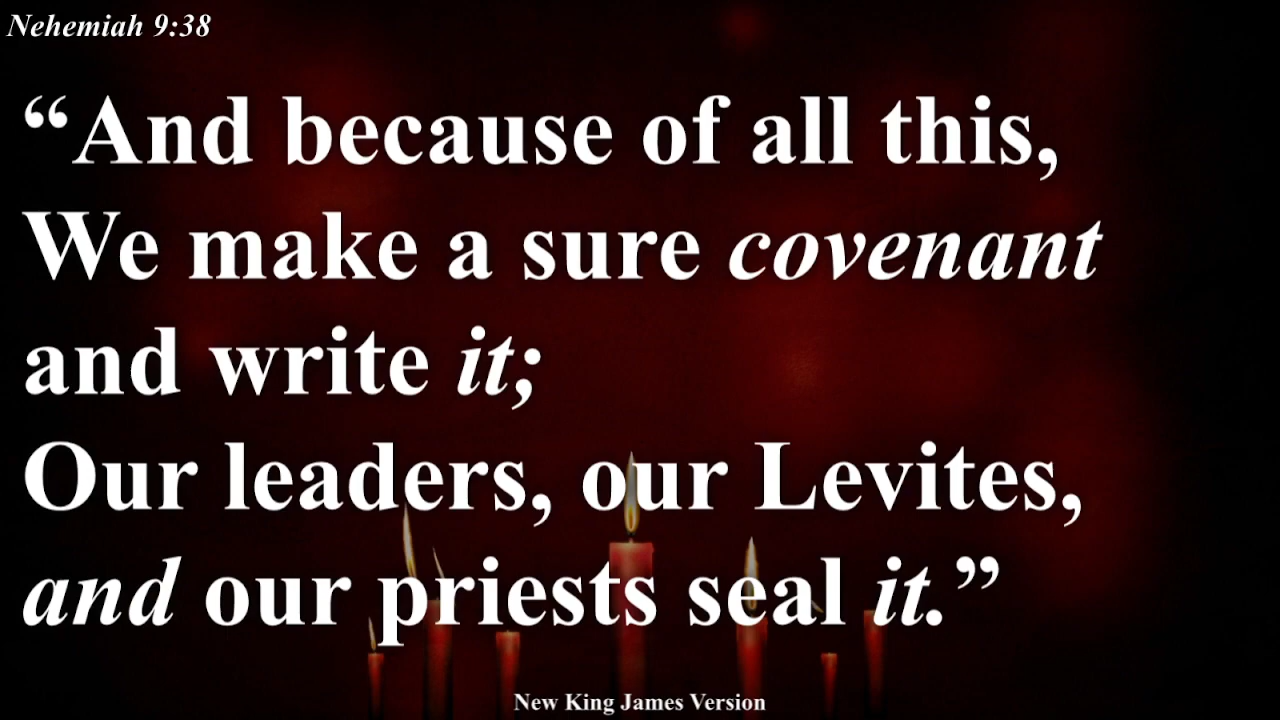 Nehemiah 9:38
“And because of all this,
We make a sure covenant
and write it;
Our leaders, our Levites,
and our priests seal it.”
New King James Version